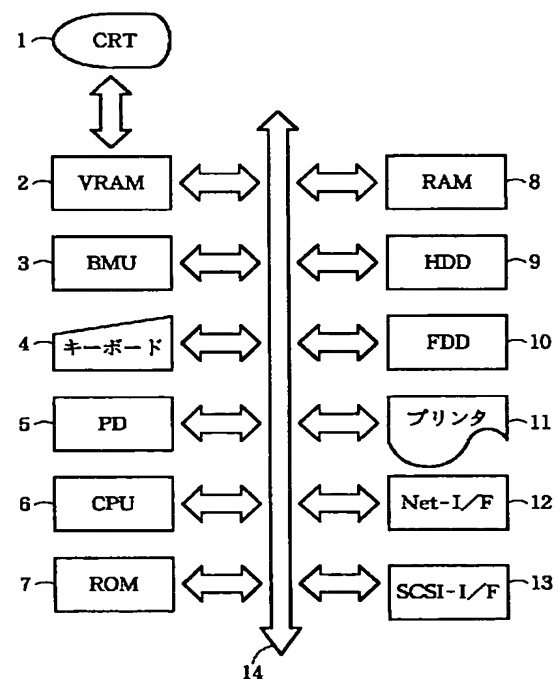 1 CRT
2 VRAM
3 BMU
4 キーボード
5 PD
6 CPU
7 ROM
RAM 8
HDD 9
FDD 10
プリンタ 11
Net-I/F 12
SCSI-I/F 13
14